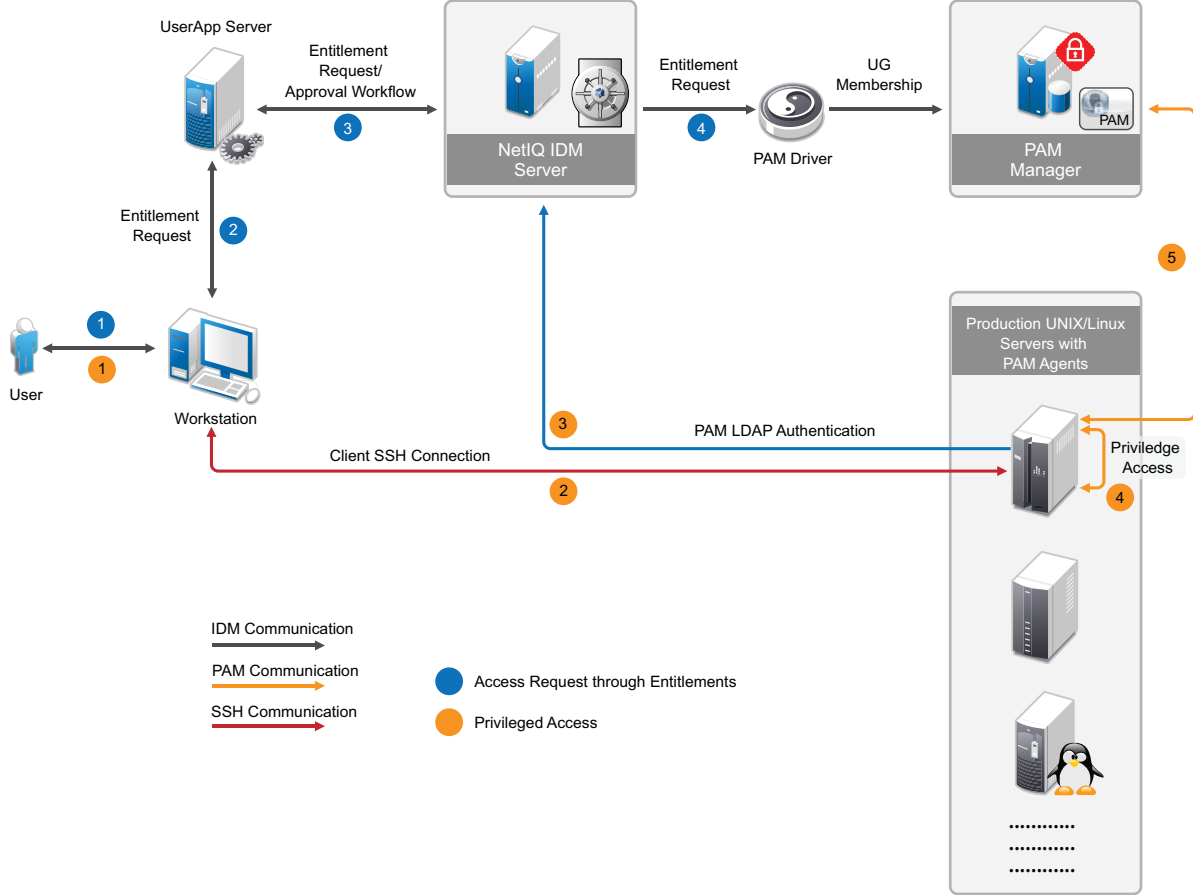 UserApp Server
Entitlement
Request/
Approval Workflow
3
NetIQ IDM
Server
Entitlement
Request
4
PAM Driver
UG
Membership
PAM
PAM
Manager
Entitlement
Request
2
5
User
1
1
Workstation
Production UNIX/Linux
Servers with
PAM Agents
3
PAM LDAP Authentication
Client SSH Connection
2
Priviledge
Access
4
IDM Communication
PAM Communication
SSH Communication
Access Request through Entitlements
Privileged Access